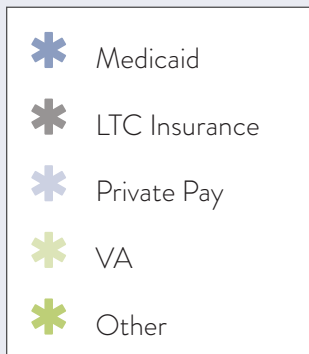 * Medicaid
* LTC Insurance
* Private Pay
* VA
* Other